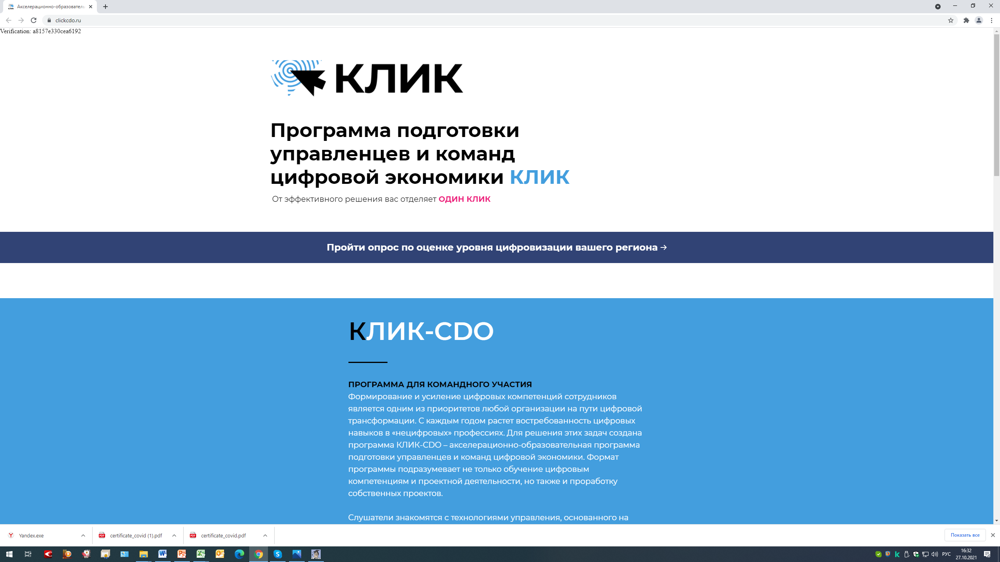 Акселерационно-образователь
clickcdo.ru
Verification: a8157e330cea6192
КЛИК
Программа подготовки
управленцев и команд
цифровой экономики КЛИК
От эффективного решения вас отделяет ОДИН КЛИК
Пройти опрос по оценке уровня цифровизации вашего региона →
КЛИК-CDO
ПРОГРАММА ДЛЯ КОМАНДНОГО УЧАСТИЯ
Формирование и усиление цифровых компетенций сотрудников
является одним из приоритетов любой организации на пути цифровой
трансформации. С каждым годом растет востребованность цифровых
навыков в «нецифровых» профессиях. Для решения этих задач создана
программа КЛИК-CDO – акселерационно-образовательная программа
подготовки управленцев и команд цифровой экономики. Формат
программы подразумевает не только обучение цифровым
компетенциям и проектной деятельности, но также и проработку
собственных проектов.
Слушатели знакомятся с технологиями управления, основанного на
Yandex.exe
certificate_covid (1).pdf
certificate_covid.pdf
Показать все
РУС
16:32
27.10.2021